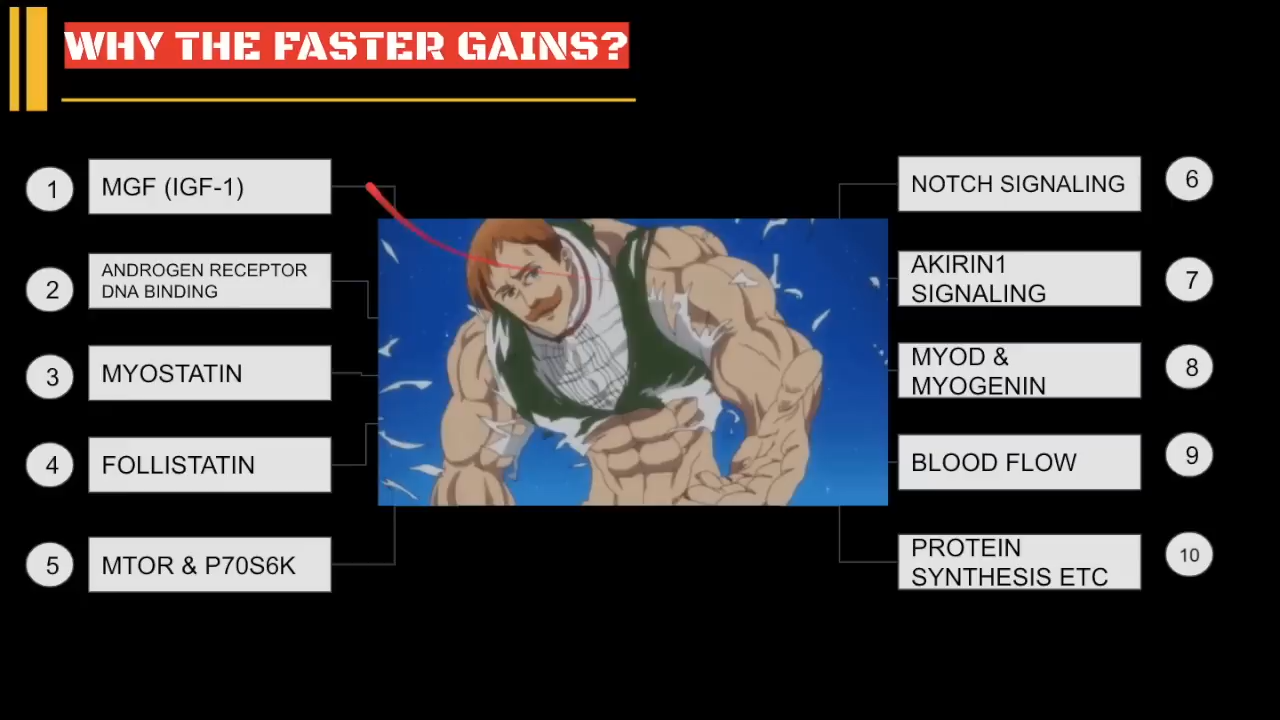 WHY THE FASTER GAINS?
1
MGF (IGF-1)
2
ANDROGEN RECEPTOR
DNA BINDING
3
MYOSTATIN
4
FOLLISTATIN
5
MTOR & P70S6K
NOTCH SIGNALING
6
AKIRIN1
SIGNALING
7
MYOD &
MYOGENIN
8
BLOOD FLOW
9
PROTEIN
SYNTHESIS ETC
10